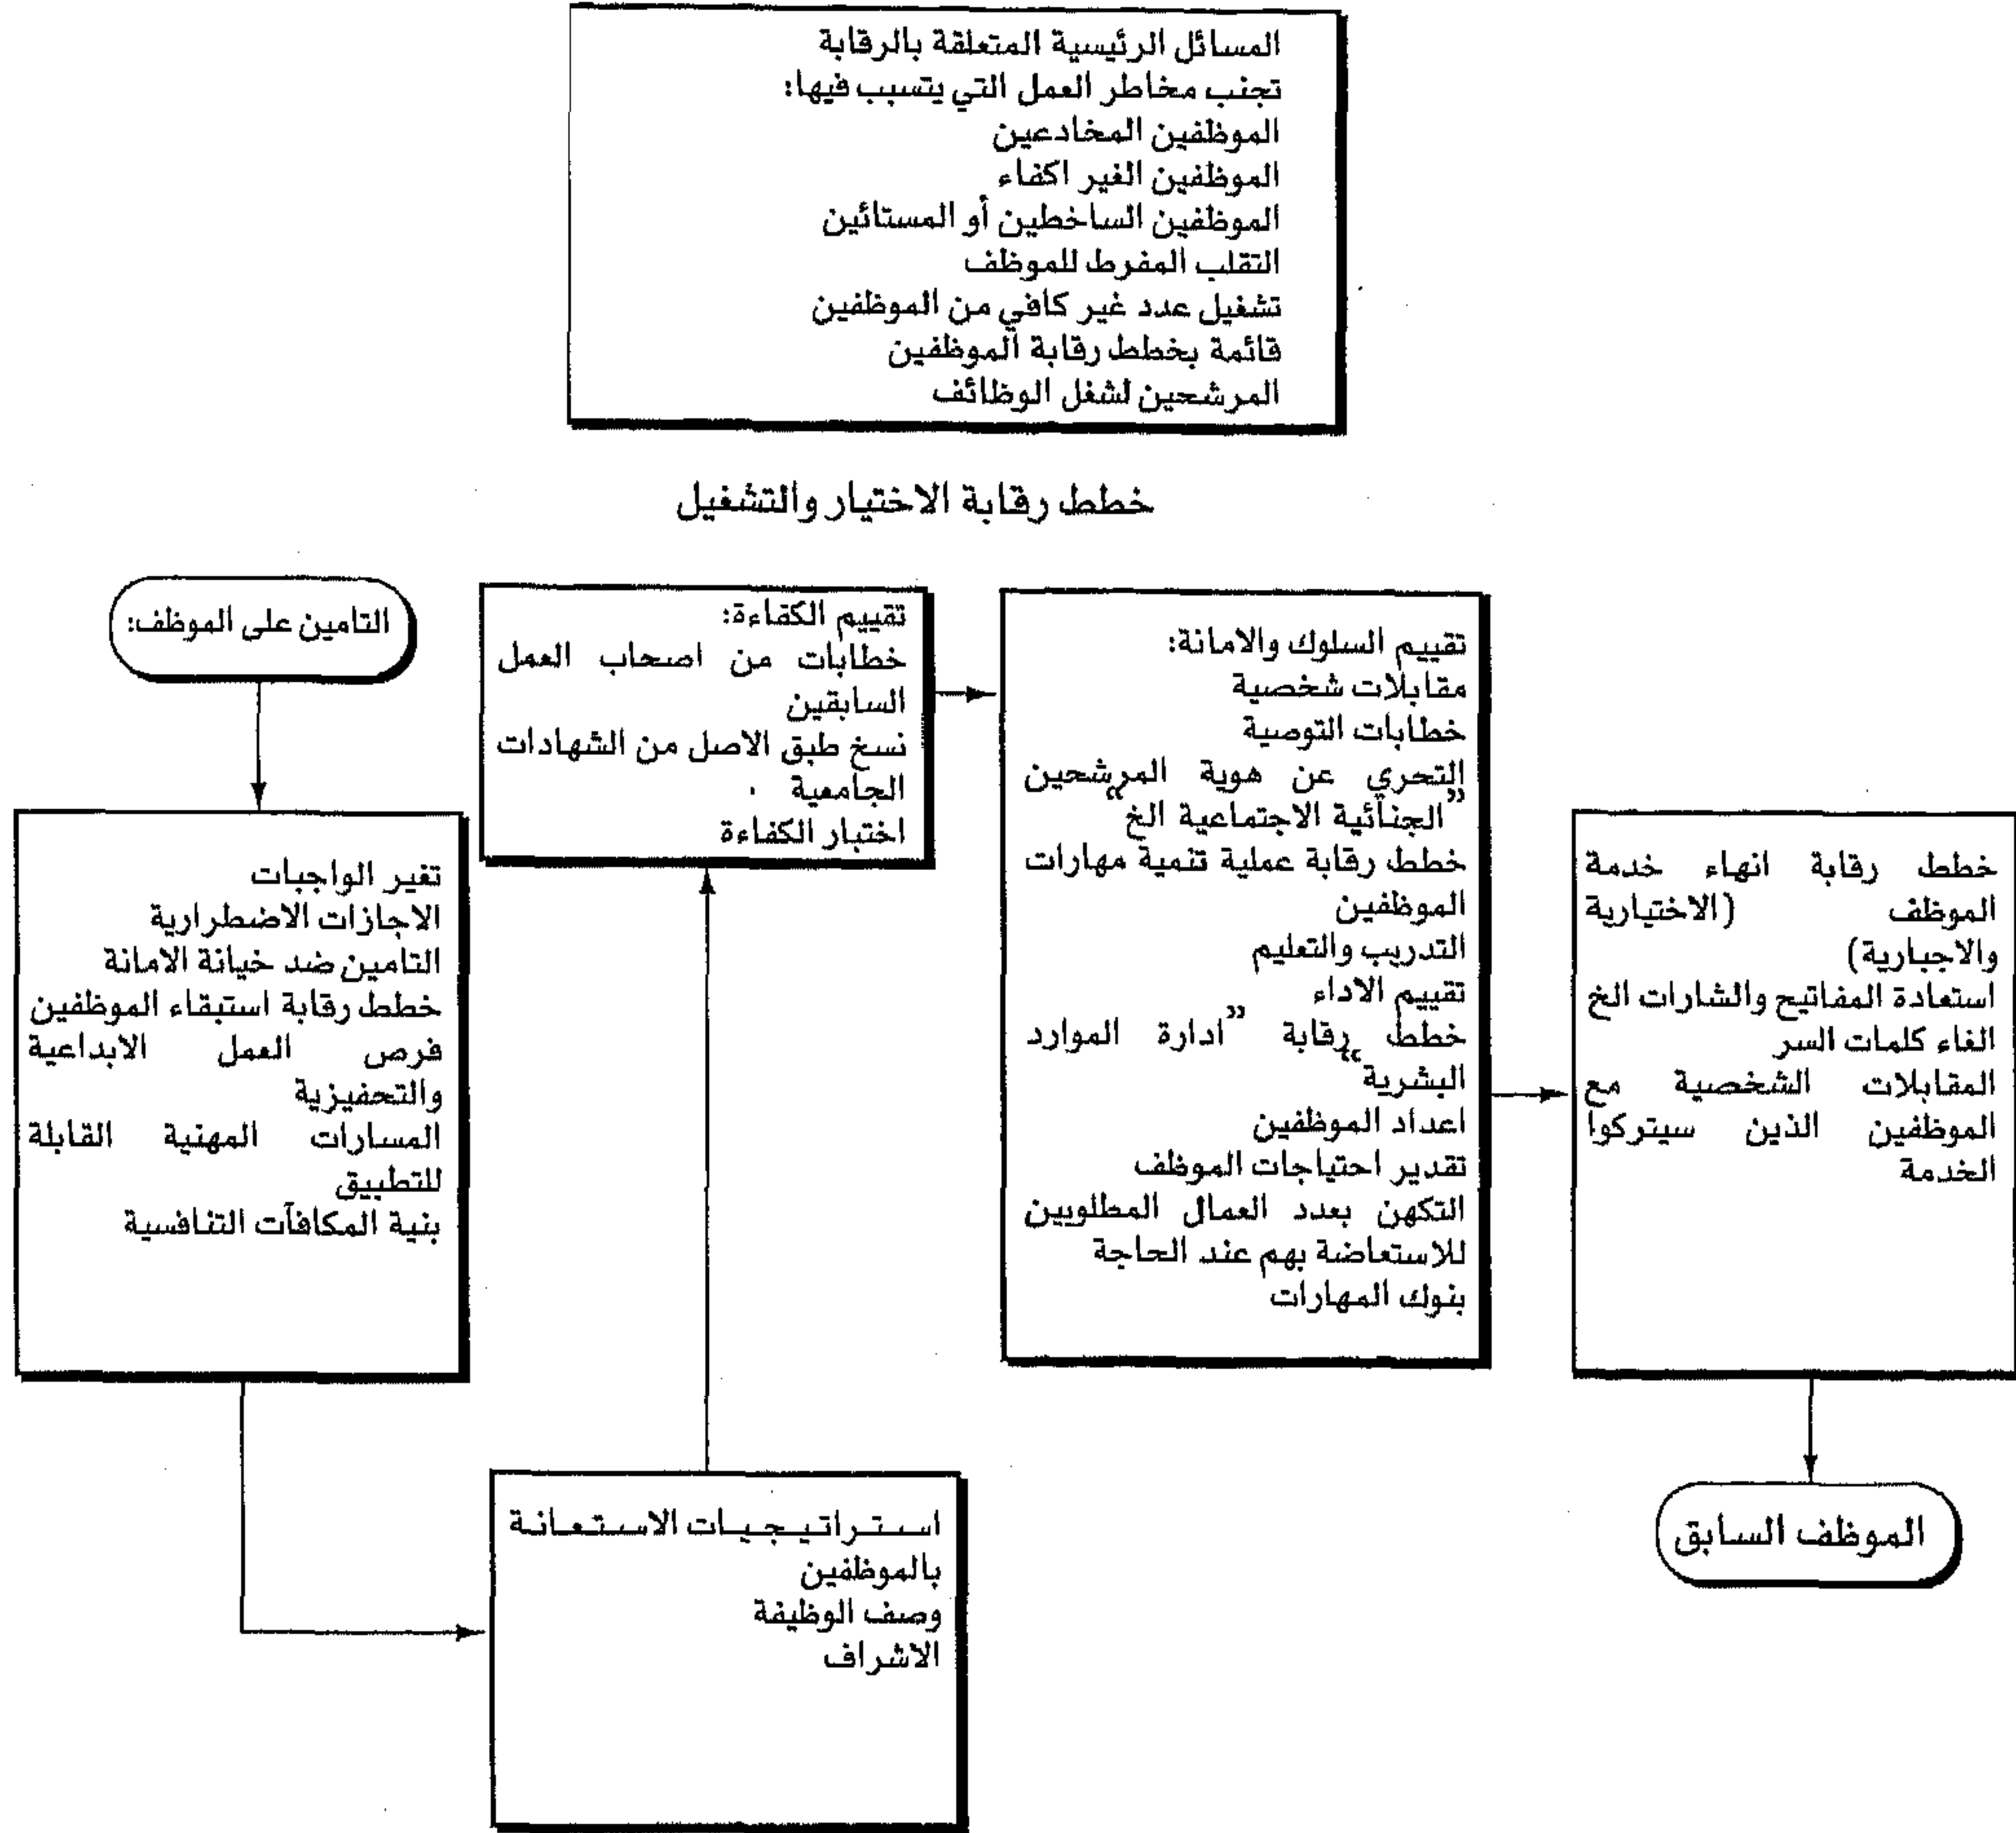 المسائل الرئيسية المتعلقة بالرقابة
تجنب مخاطر العمل التي يتسبب فيها:
الموظفين المخادعين
الموظفين الغير اكفاء
الموظفين الساخطين أو المستائين
التقلب المفرط للموظف
تشغيل عدد غير كافي من الموظفين
قائمة بخطط رقابة الموظفين
المرشحين لشغل الوظائف
خطط رقابة الاختيار والتشغيل
التامين على الموظف:
تغير الواجبات
الاجازات الاضطرارية
التامين ضد خيانة الامانة
خطط رقابة استبقاء الموظفين
فرص العمل الابداعية
والتحفيزية
المسارات المهنية القابلة
للتطبيق
بنية المكافآت التنافسية
استراتيجيات الاستعانة
بالموظفين
وصف الوظيفة
الاشراف
تقييم الكفاءة:
خطابات من اصحاب العمل
السابقين
نسخ طبق الاصل من الشهادات
الجامعية
اختبار الكفاءة
تقييم السلوك والامانة:
مقابلات شخصية
خطابات التوصية
التحري عن هوية المرشحين
”الجنائية الاجتماعية الخ“
خطط رقابة عملية تنمية مهارات
الموظفين
التدريب والتعليم
تقييم الاداء
خطط رقابة ”ادارة الموارد
البشرية“
اعداد الموظفين
تقدير احتياجات الموظف
التكهن بعدد العمال المطلوبين
للاستعاضة بهم عند الحاجة
بنوك المهارات
خطط رقابة انهاء خدمة
الموظف (الاختيارية
والاجبارية)
استعادة المفاتيح والشارات الخ
الغاء كلمات السر
المقابلات الشخصية مع
الموظفين الذين سيتركوا
الخدمة
الموظف السابق